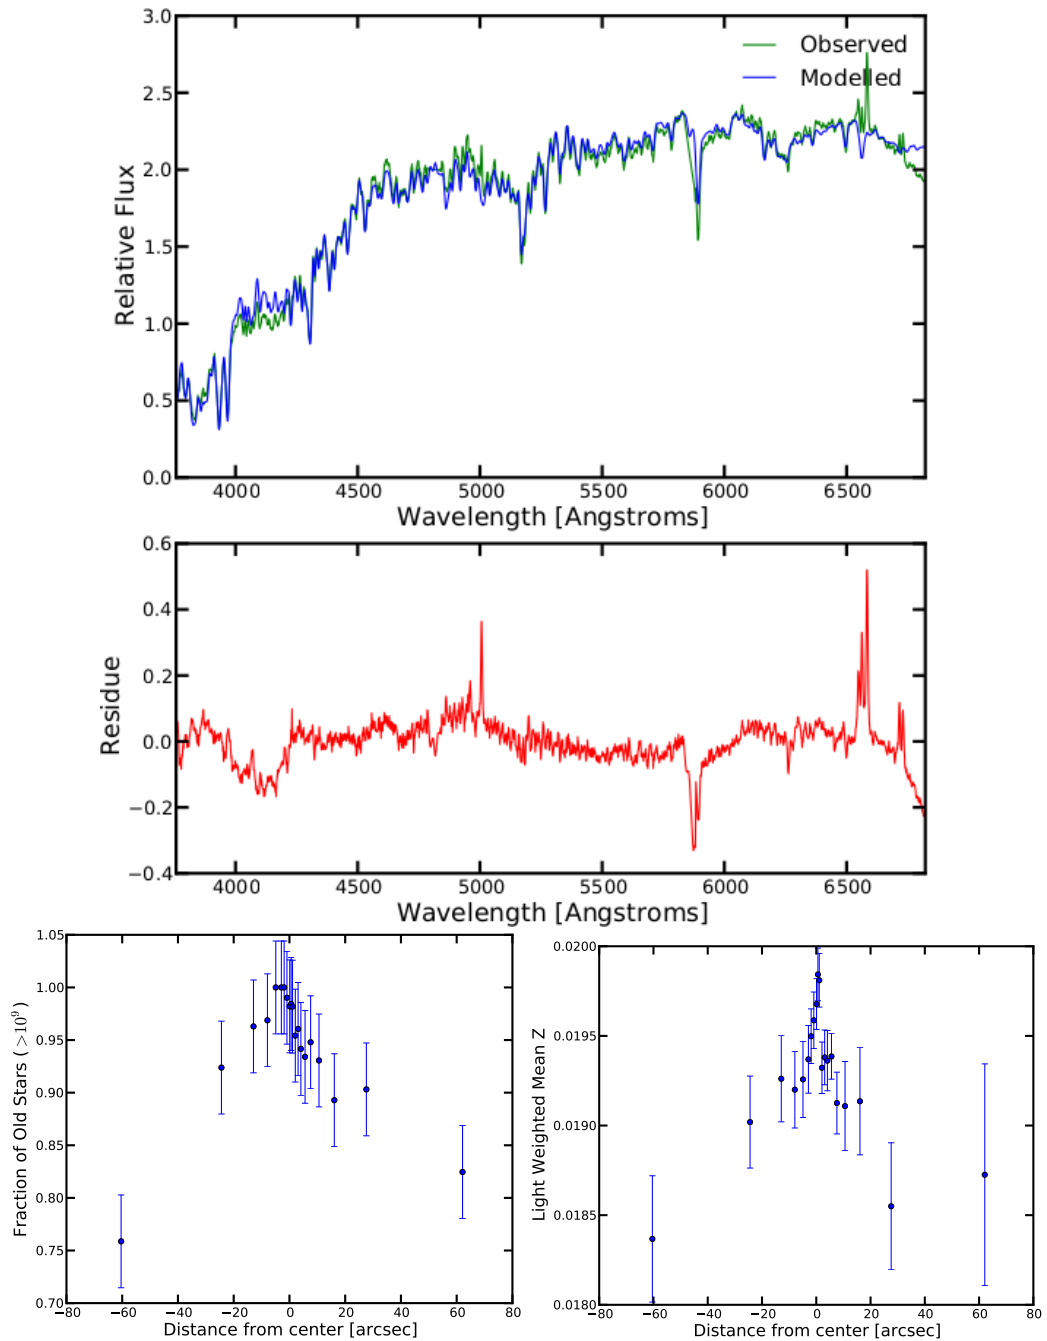 3.0
Observed
Modelled
2.5
2.0
1.5
1.0
0.5
0.0
Relative Flux
4000 4500 5000 5500 6000 6500
Wavelength [Angstroms]
0.6
0.4
0.2
0.0
−0.2
−0.4
Residue
4000 4500 5000 5500 6000 6500
Wavelength [Angstroms]
1.05
1.00
0.95
0.90
0.85
0.80
0.75
0.70
Fraction of Old Stars ( >10⁹)
−80 −60 −40 −20 0 20 40 60 80
Distance from center [arcsec]
0.0200
0.0195
0.0190
0.0185
0.0180
Light Weighted Mean Z
−80 −60 −40 −20 0 20 40 60 80
Distance from center [arcsec]